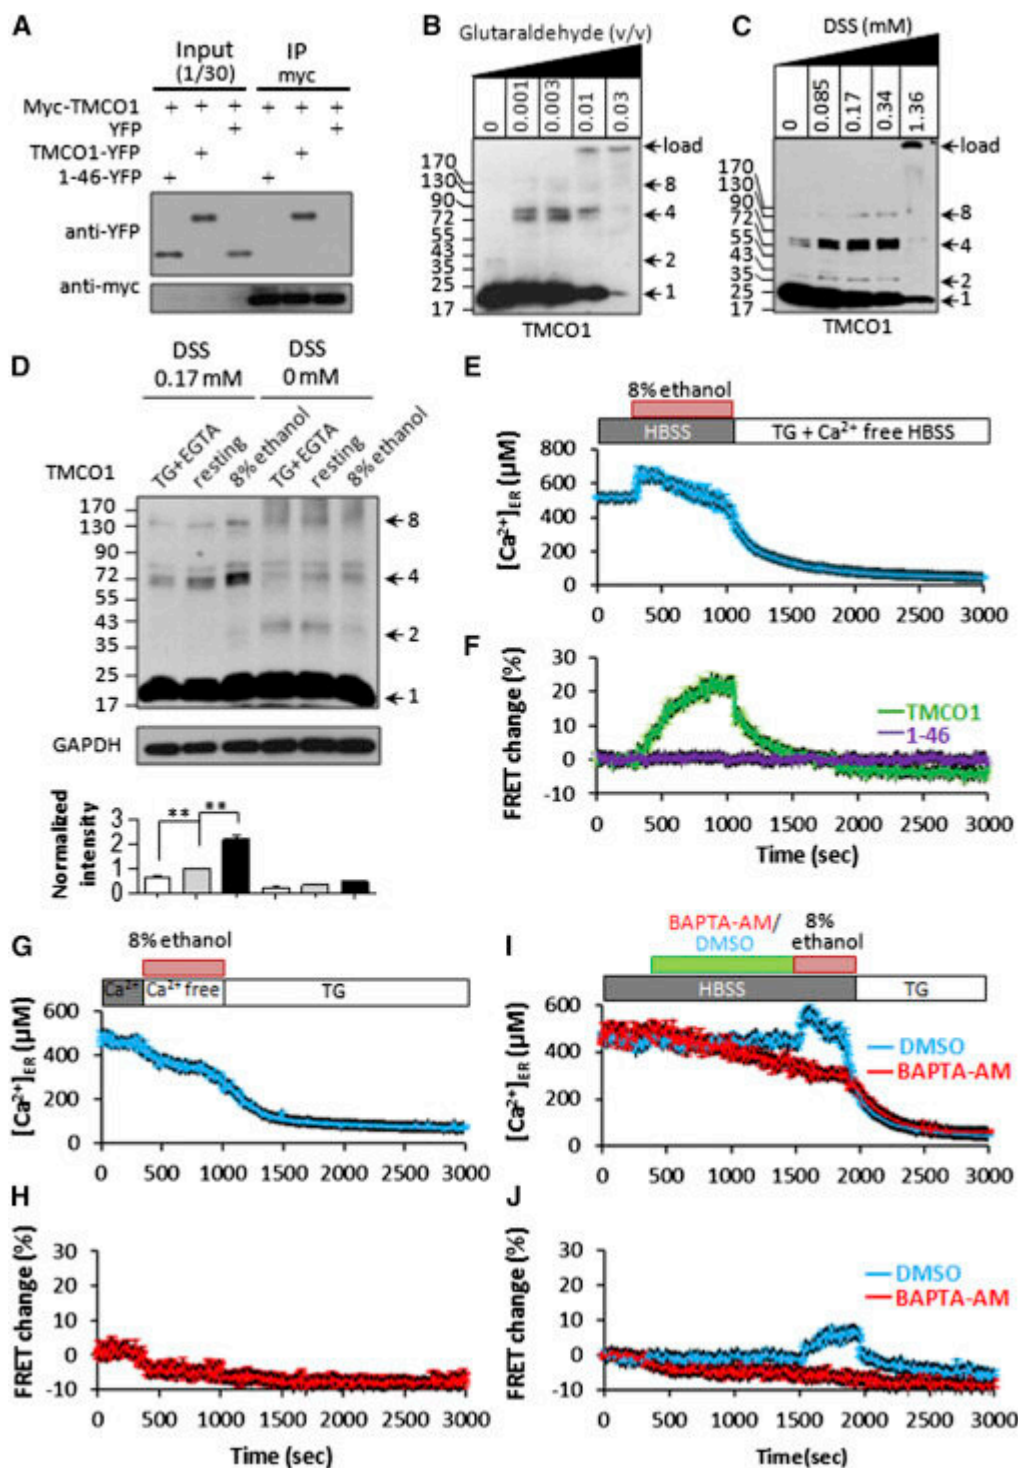 A
Input
(1/30)
IP
myc
Myc-TMCO1 + + + + + +
YFP + +
TMCO1-YFP + +
1-46-YFP + +
anti-YFP
anti-myc
B
Glutaraldehyde (v/v)
0 0.001 0.003 0.01 0.03
load
170
130
90
72
55
43
35
25
17
8
4
2
1
TMCO1
C
DSS (mM)
0 0.085 0.17 0.34 1.36
load
170
130
90
72
55
43
35
25
17
8
4
2
1
TMCO1
D
DSS
0.17 mM
DSS
0 mM
TMCO1
TG+EGTA resting 8% ethanol TG+EGTA resting 8% ethanol
170
130
90
72
55
43
35
25
17
8
4
2
1
GAPDH
Normalized
intensity
3
2
1
0
** **
E
8% ethanol
HBSS TG + Ca²⁺ free HBSS
[Ca²⁺]ER (µM)
800
600
400
200
0
0 500 1000 1500 2000 2500 3000
F
FRET change (%)
30
20
10
0
-10
TMCO1
1-46
0 500 1000 1500 2000 2500 3000
Time (sec)
G
8% ethanol
Ca²⁺ Ca²⁺ free TG
[Ca²⁺]ER (µM)
600
400
200
0
0 500 1000 1500 2000 2500 3000
H
FRET change (%)
30
20
10
0
-10
0 500 1000 1500 2000 2500 3000
Time (sec)
I
BAPTA-AM/
DMSO
8%
ethanol
HBSS TG
[Ca²⁺]ER (µM)
600
400
200
0
DMSO
BAPTA-AM
0 500 1000 1500 2000 2500 3000
J
FRET change (%)
30
20
10
0
-10
DMSO
BAPTA-AM
0 500 1000 1500 2000 2500 3000
Time(sec)